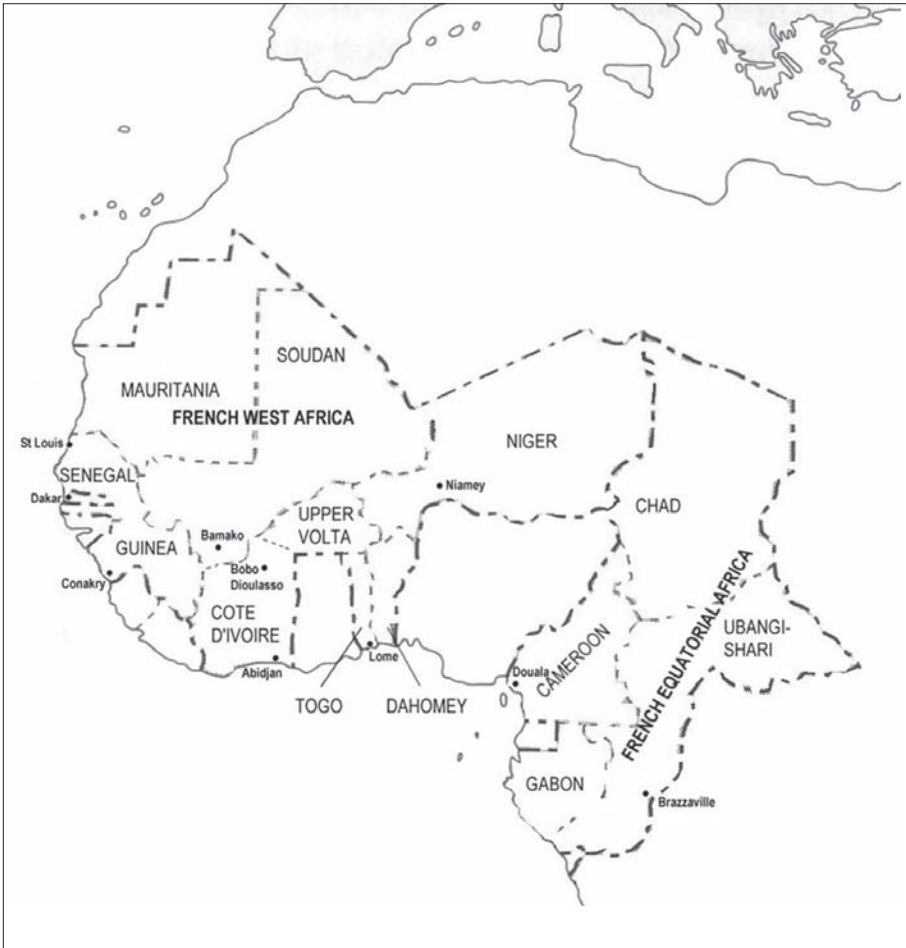 SOUDAN
MAURITANIA
FRENCH WEST AFRICA
St Louis
NIGER
SENEGAL
Dakar
Niamey
CHAD
UPPER
VOLTA
Bamako
GUINEA
Bobo
Dioulasso
Conakry
COTE
D'IVOIRE
Abidjan
Lome
TOGO
DAHOMEY
Douala
CAMEROON
FRENCH EQUATORIAL AFRICA
UBANGI-
SHARI
GABON
Brazzaville